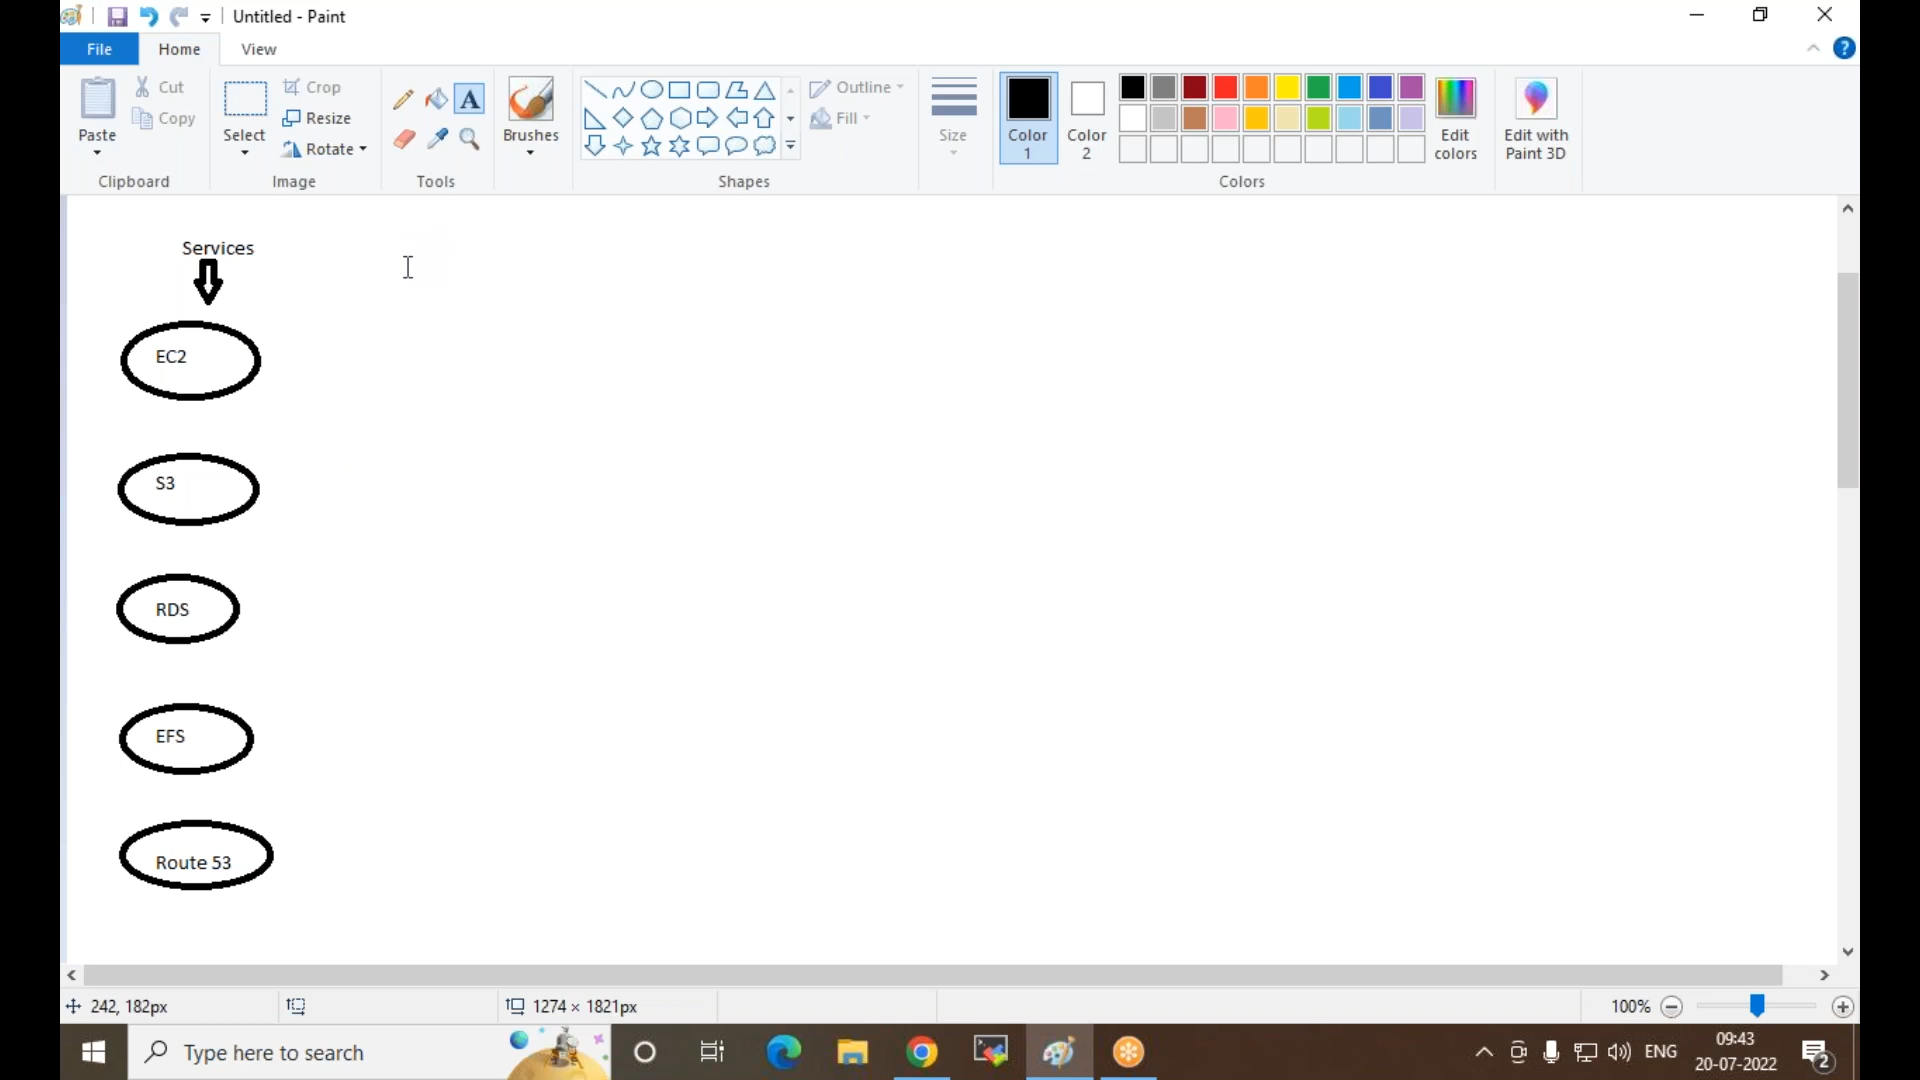 Untitled - Paint
File Home View
Paste
Cut
Copy
Clipboard
Select
Crop
Resize
Rotate
Image
A
Tools
Brushes
Shapes
Outline
Fill
Size
Color 1
Color 2
Edit colors
Colors
Edit with Paint 3D
Services
EC2
S3
RDS
EFS
Route 53
242, 182px
1274 × 1821px
100%
Type here to search
ENG
09:43
20-07-2022
2